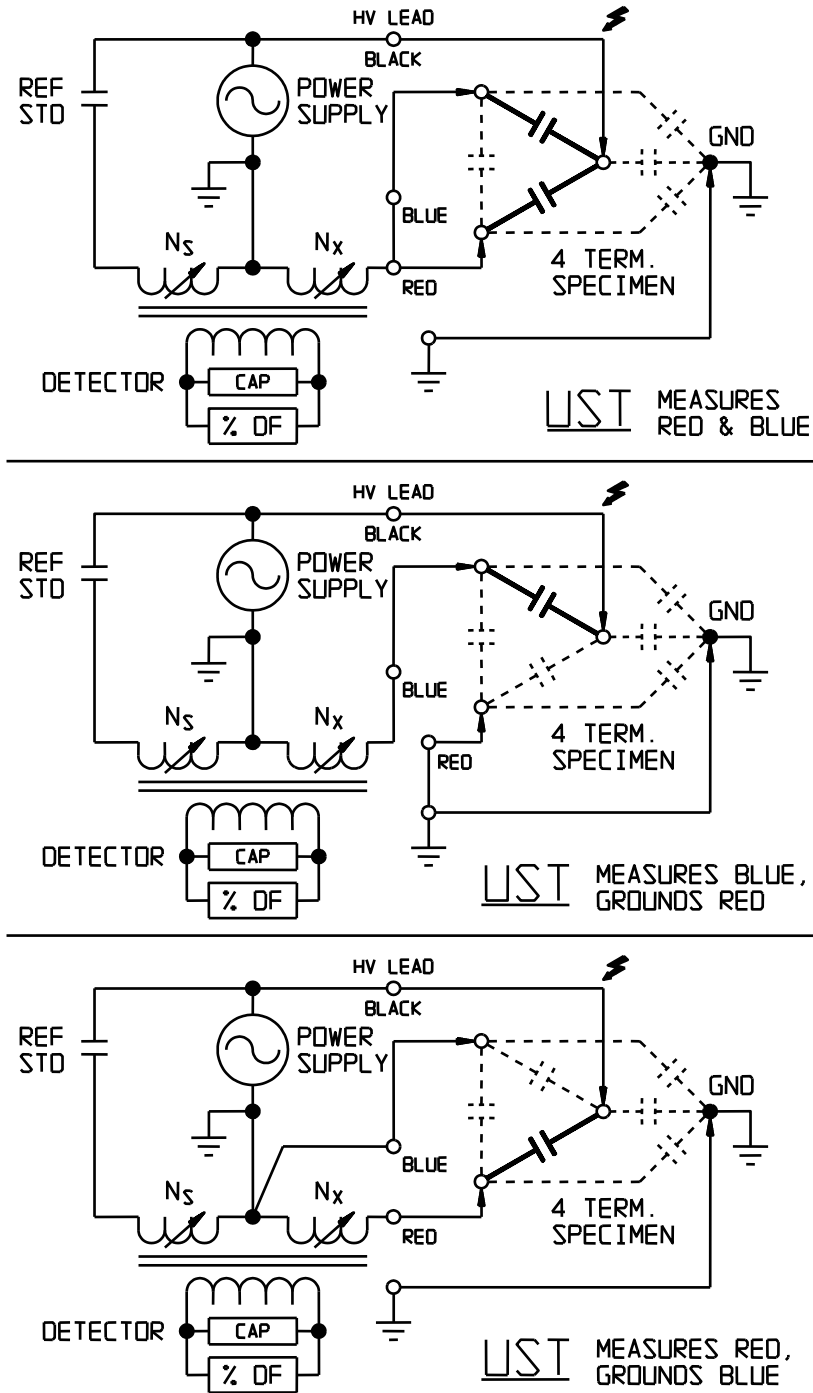 HV LEAD
BLACK
REF
STD
POWER
SUPPLY
GND
BLUE
NS
NX
RED
4 TERM.
SPECIMEN
DETECTOR
CAP
% DF
UST
MEASURES
RED & BLUE
HV LEAD
BLACK
REF
STD
POWER
SUPPLY
GND
BLUE
NS
NX
RED
4 TERM.
SPECIMEN
DETECTOR
CAP
% DF
UST
MEASURES BLUE,
GROUNDS RED
HV LEAD
BLACK
REF
STD
POWER
SUPPLY
GND
BLUE
NS
NX
RED
4 TERM.
SPECIMEN
DETECTOR
CAP
% DF
UST
MEASURES RED,
GROUNDS BLUE